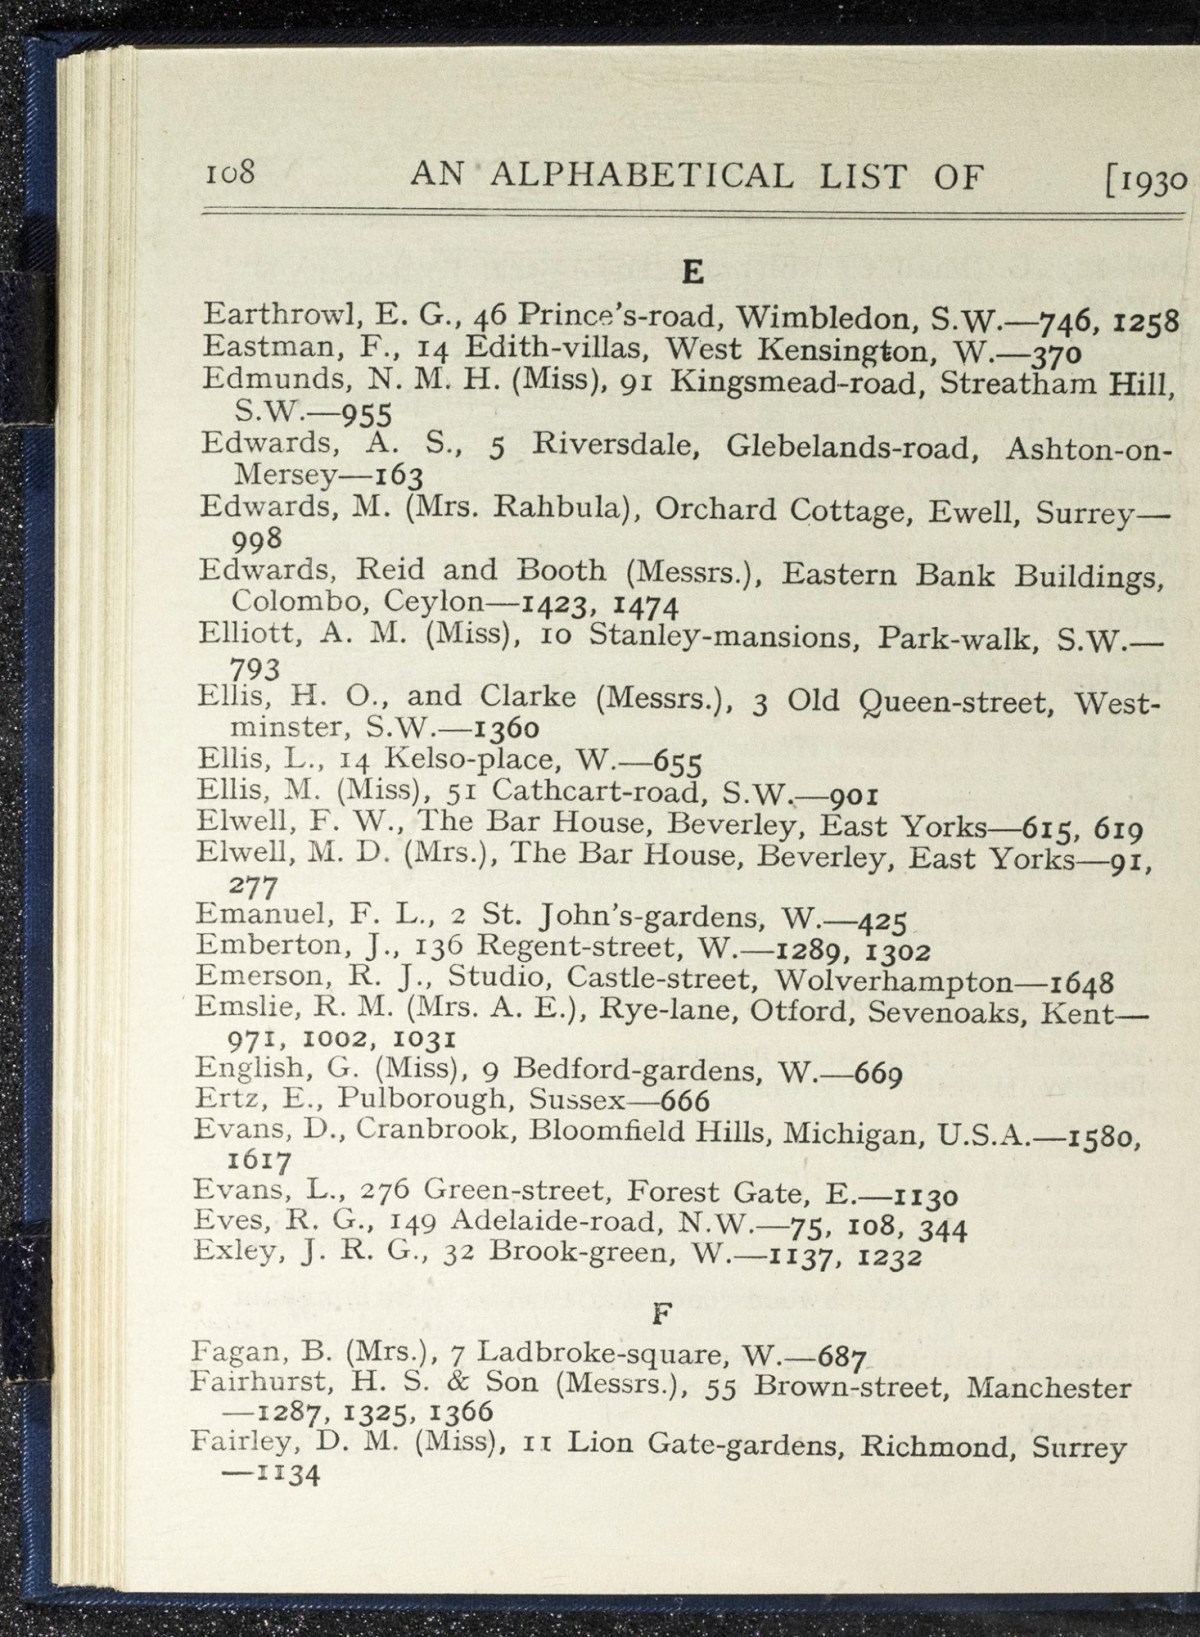 108 AN ALPHABETICAL LIST OF [1930
E
Earthrowl, E. G., 46 Prince's-road, Wimbledon, S.W.—746, 1258
Eastman, F., 14 Edith-villas, West Kensington, W.—370
Edmunds, N. M. H. (Miss), 91 Kingsmead-road, Streatham Hill,
S.W.—955
Edwards, A. S., 5 Riversdale, Glebelands-road, Ashton-on-
Mersey—163
Edwards, M. (Mrs. Rahbula), Orchard Cottage, Ewell, Surrey—
998
Edwards, Reid and Booth (Messrs.), Eastern Bank Buildings,
Colombo, Ceylon—1423, 1474
Elliott, A. M. (Miss), 10 Stanley-mansions, Park-walk, S.W.—
793
Ellis, H. O., and Clarke (Messrs.), 3 Old Queen-street, West-
minster, S.W.—1360
Ellis, L., 14 Kelso-place, W.—655
Ellis, M. (Miss), 51 Cathcart-road, S.W.—901
Elwell, F. W., The Bar House, Beverley, East Yorks—615, 619
Elwell, M. D. (Mrs.), The Bar House, Beverley, East Yorks—91,
277
Emanuel, F. L., 2 St. John's-gardens, W.—425
Emberton, J., 136 Regent-street, W.—1289, 1302
Emerson, R. J., Studio, Castle-street, Wolverhampton—1648
Emslie, R. M. (Mrs. A. E.), Rye-lane, Otford, Sevenoaks, Kent—
971, 1002, 1031
English, G. (Miss), 9 Bedford-gardens, W.—669
Ertz, E., Pulborough, Sussex—666
Evans, D., Cranbrook, Bloomfield Hills, Michigan, U.S.A.—1580,
1617
Evans, L., 276 Green-street, Forest Gate, E.—1130
Eves, R. G., 149 Adelaide-road, N.W.—75, 108, 344
Exley, J. R. G., 32 Brook-green, W.—1137, 1232
F
Fagan, B. (Mrs.), 7 Ladbroke-square, W.—687
Fairhurst, H. S. & Son (Messrs.), 55 Brown-street, Manchester
—1287, 1325, 1366
Fairley, D. M. (Miss), 11 Lion Gate-gardens, Richmond, Surrey
—1134